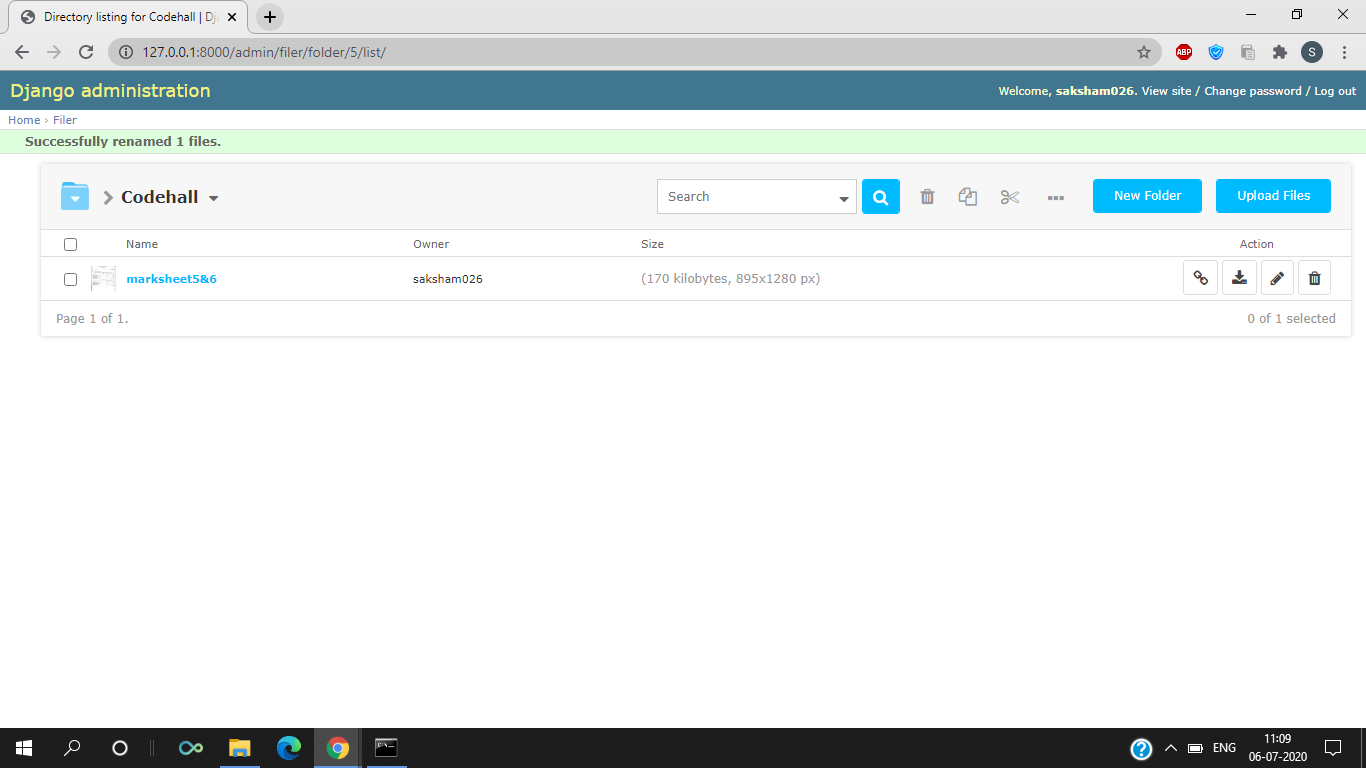 Directory listing for Codehall | Dj
127.0.0.1:8000/admin/filer/folder/5/list/
ABP
S
Django administration
Welcome, saksham026. View site / Change password / Log out
Home › Filer
Successfully renamed 1 files.
Codehall
Search
New Folder
Upload Files
Name Owner Size Action
marksheet5&6 saksham026 (170 kilobytes, 895x1280 px)
Page 1 of 1.
0 of 1 selected
ENG
11:09
06-07-2020